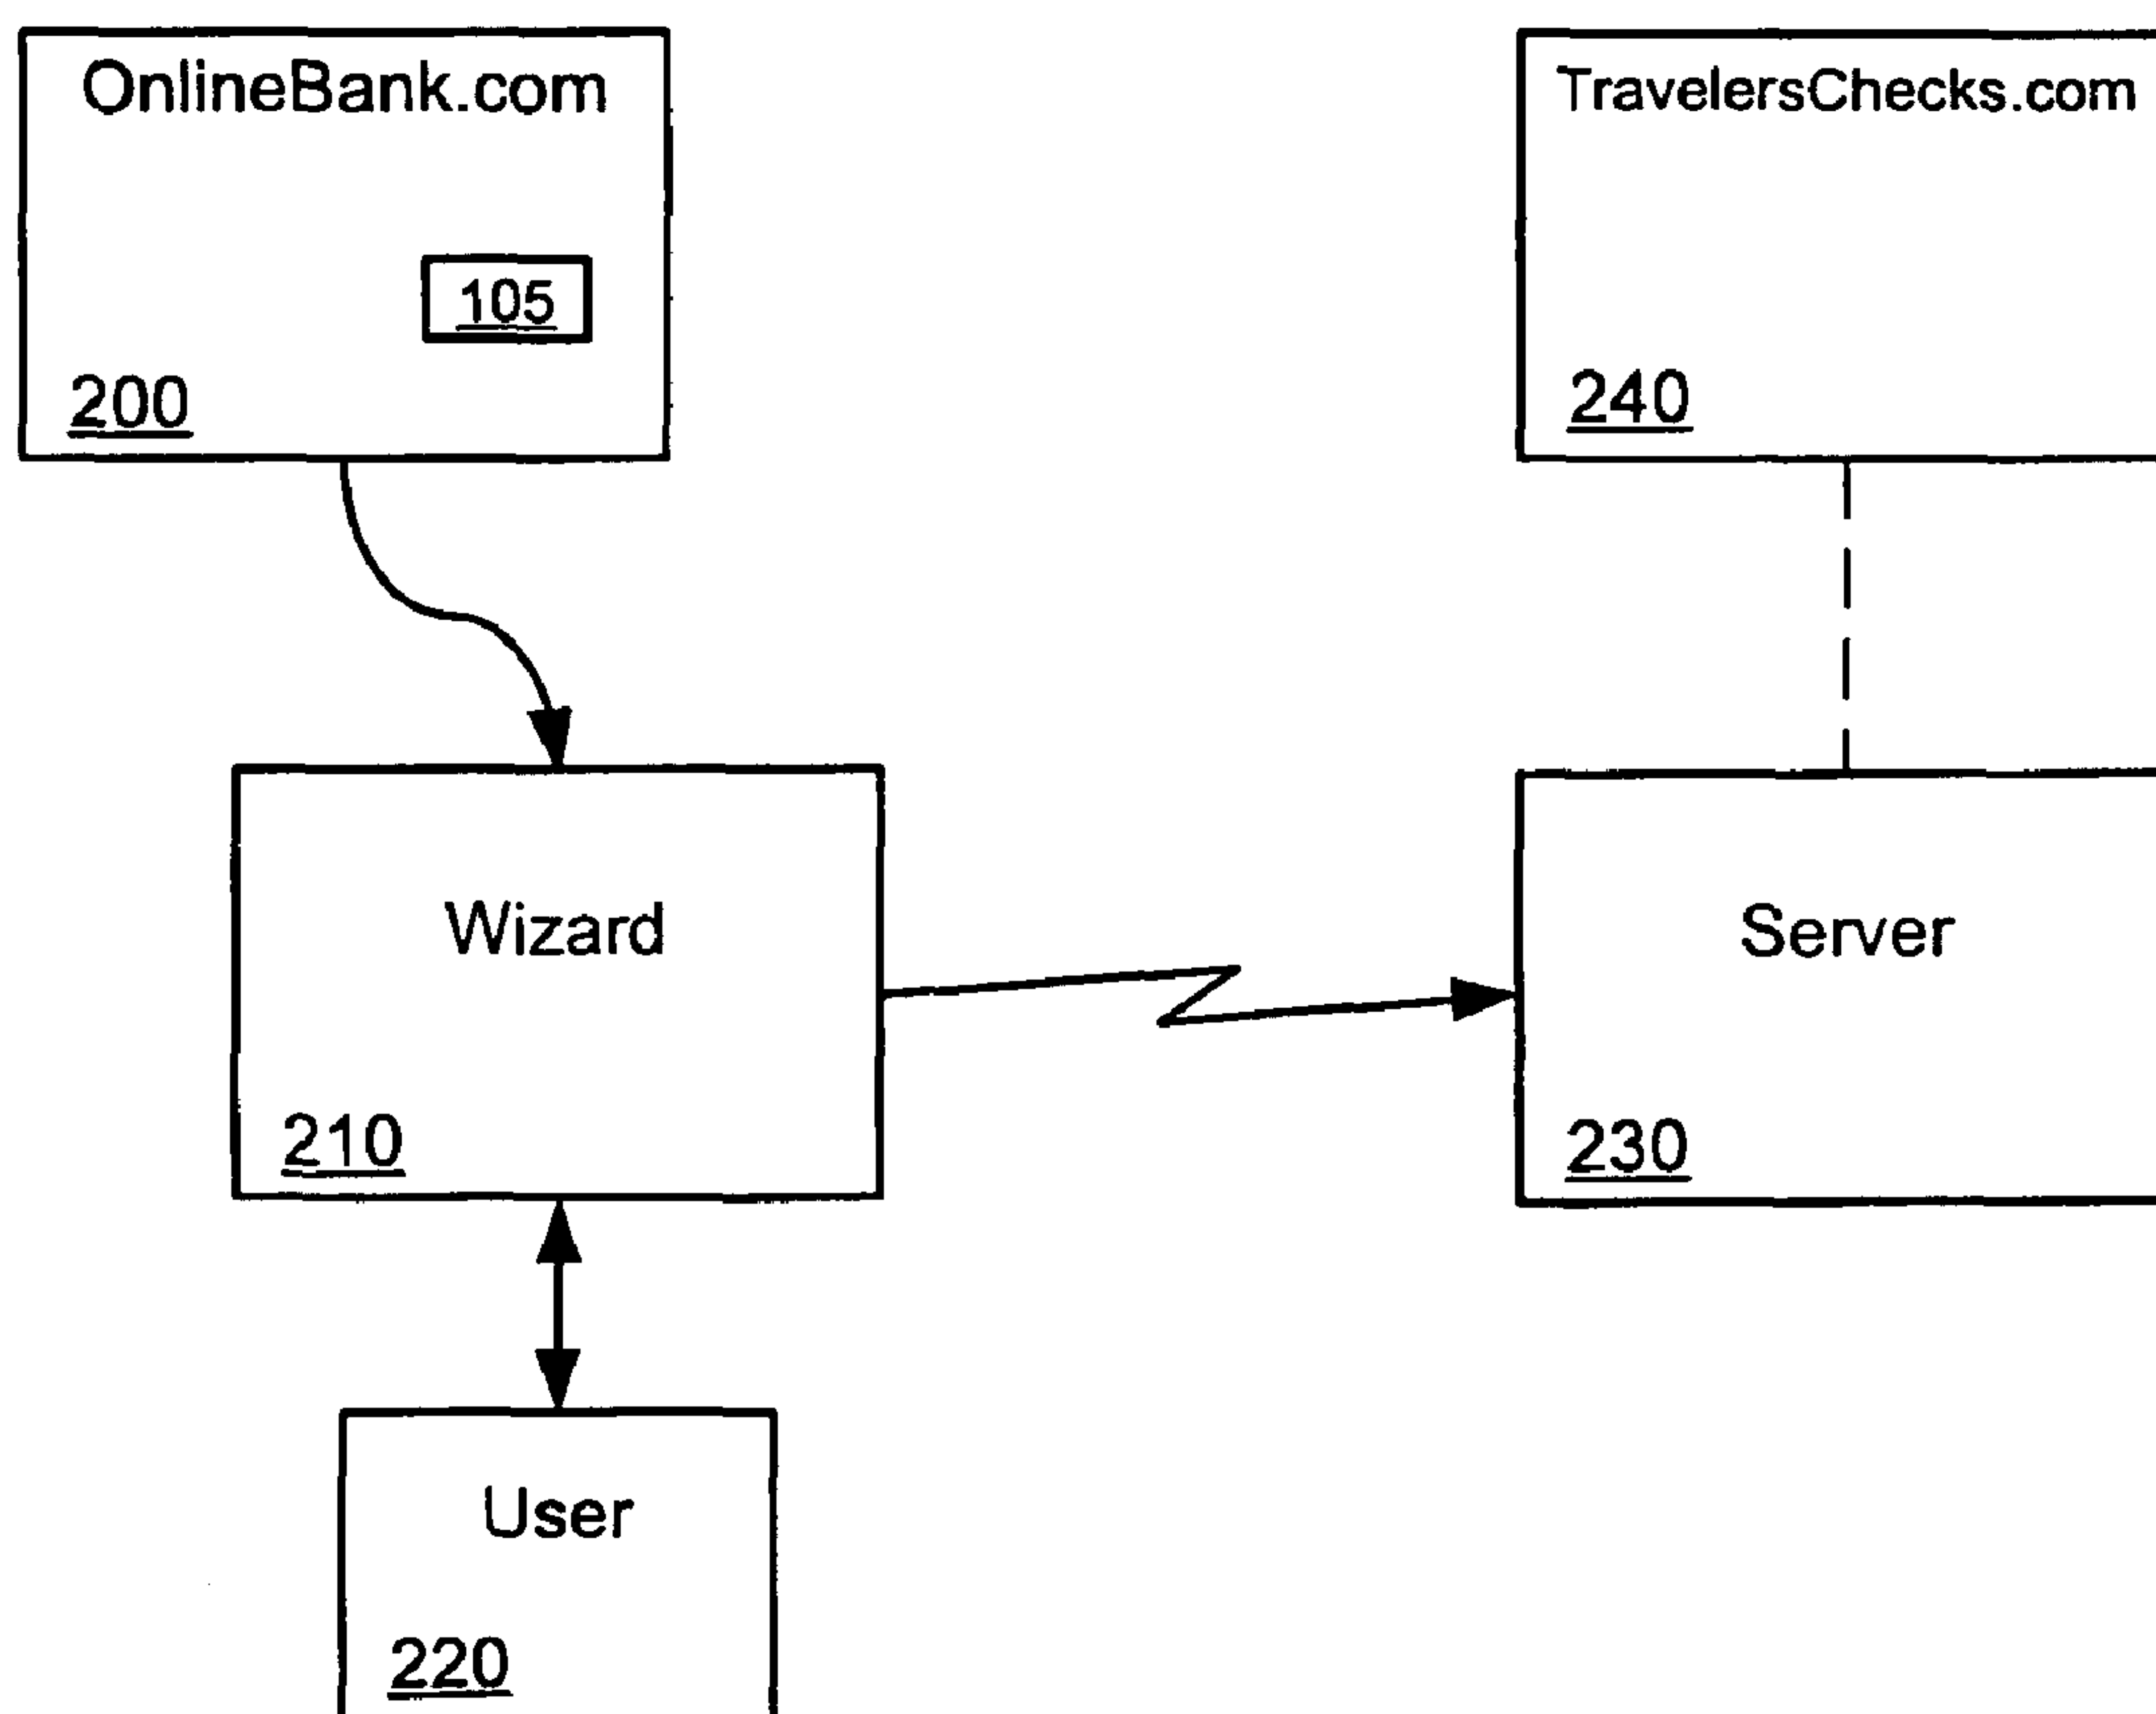 OnlineBank.com
105
200
TravelersChecks.com
240
Wizard
210
Server
230
User
220